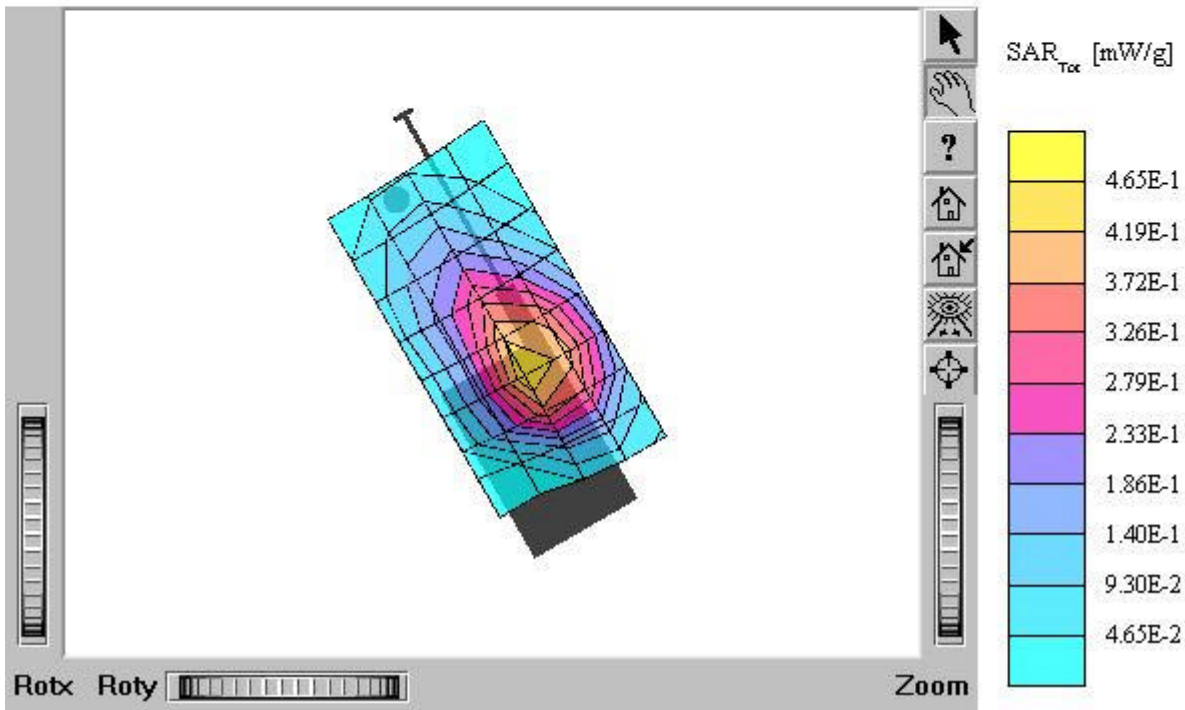 SARTot [mW/g]
?
4.65E-1
4.19E-1
3.72E-1
3.26E-1
2.79E-1
2.33E-1
1.86E-1
1.40E-1
9.30E-2
4.65E-2
Rotx Roty Zoom